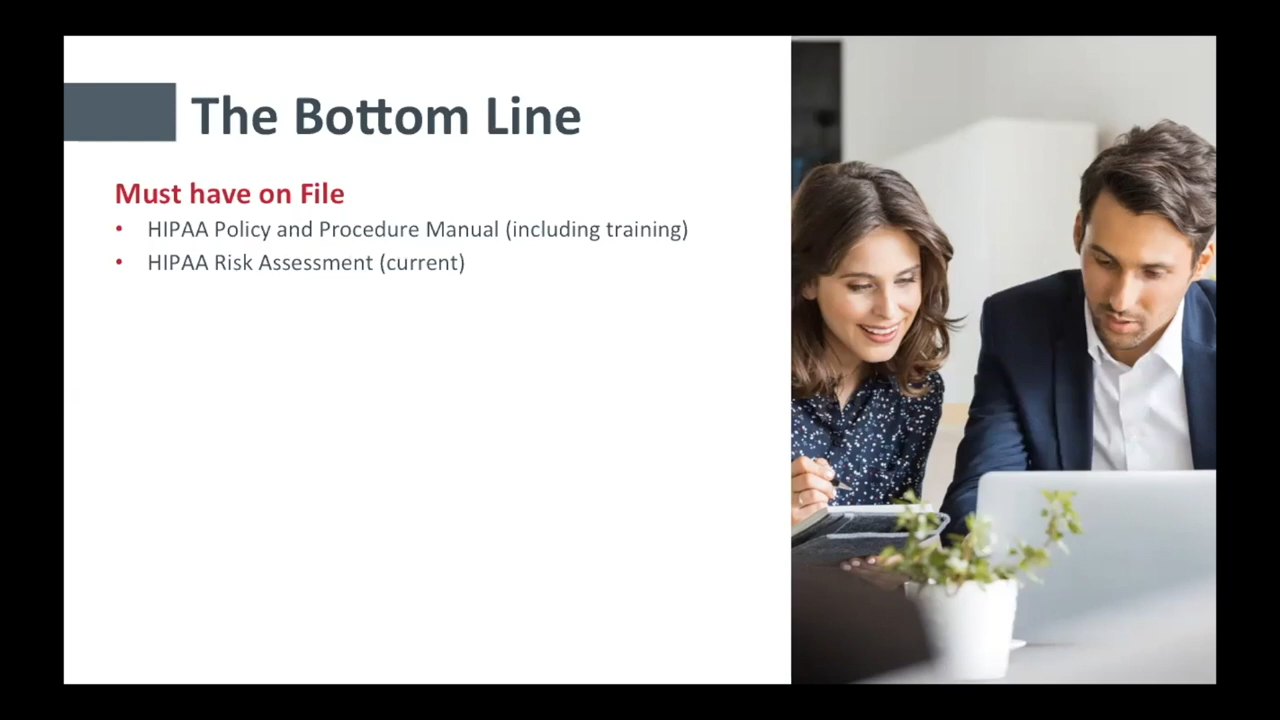 The Bottom Line
Must have on File
• HIPAA Policy and Procedure Manual (including training)
• HIPAA Risk Assessment (current)